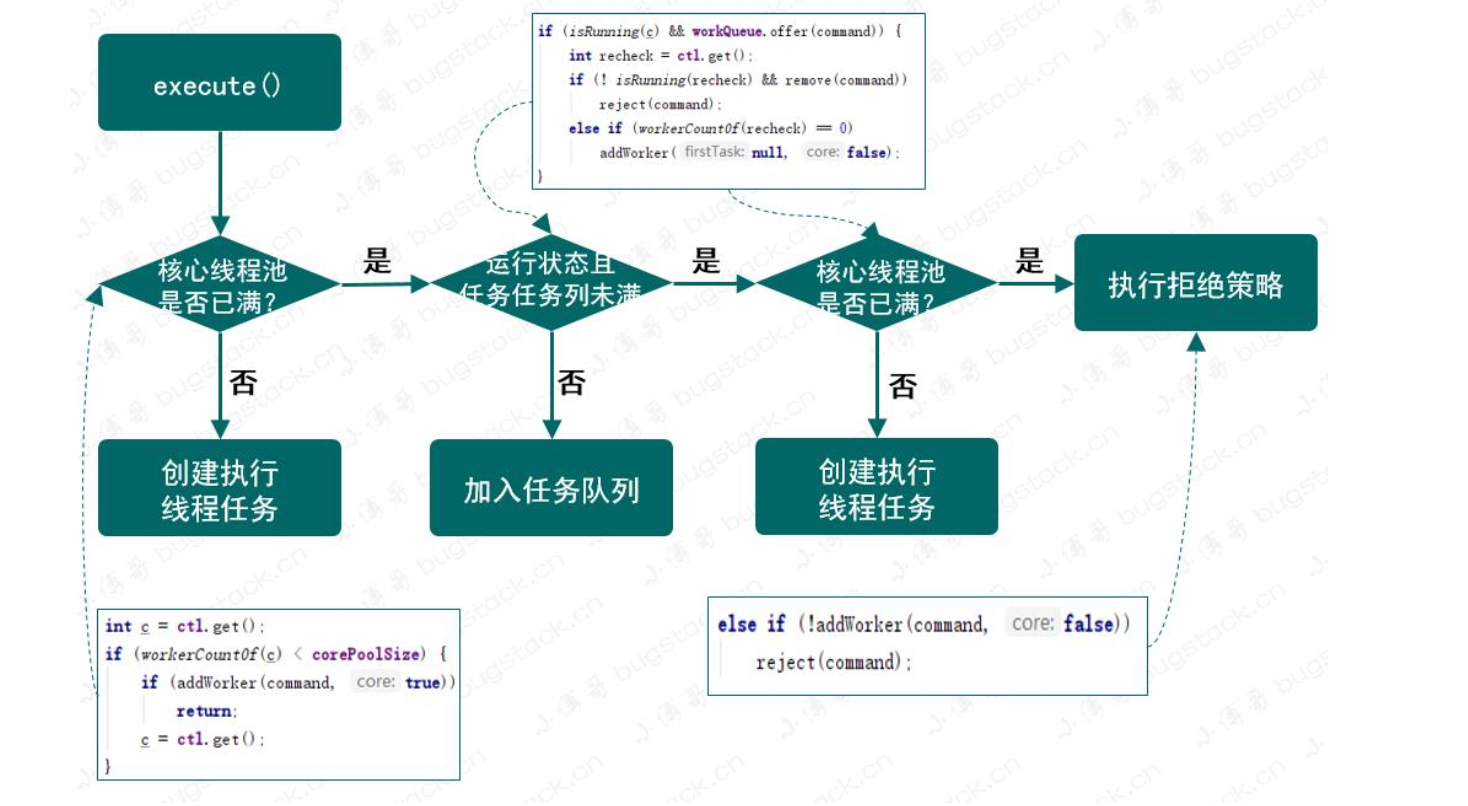 execute()
if (isRunning(c) && workQueue.offer(command)) {
int recheck = ctl.get();
if (! isRunning(recheck) && remove(command))
reject(command);
else if (workerCountOf(recheck) == 0)
addWorker( firstTask: null, core: false);
}
核心线程池
是否已满?
是
运行状态且
任务任务列未满
是
核心线程池
是否已满?
是
执行拒绝策略
否
否
否
创建执行
线程任务
加入任务队列
创建执行
线程任务
int c = ctl.get();
if (workerCountOf(c) < corePoolSize) {
if (addWorker(command, core: true))
return;
c = ctl.get();
}
else if (!addWorker(command, core: false))
reject(command);
小傅哥 bugstack.cn